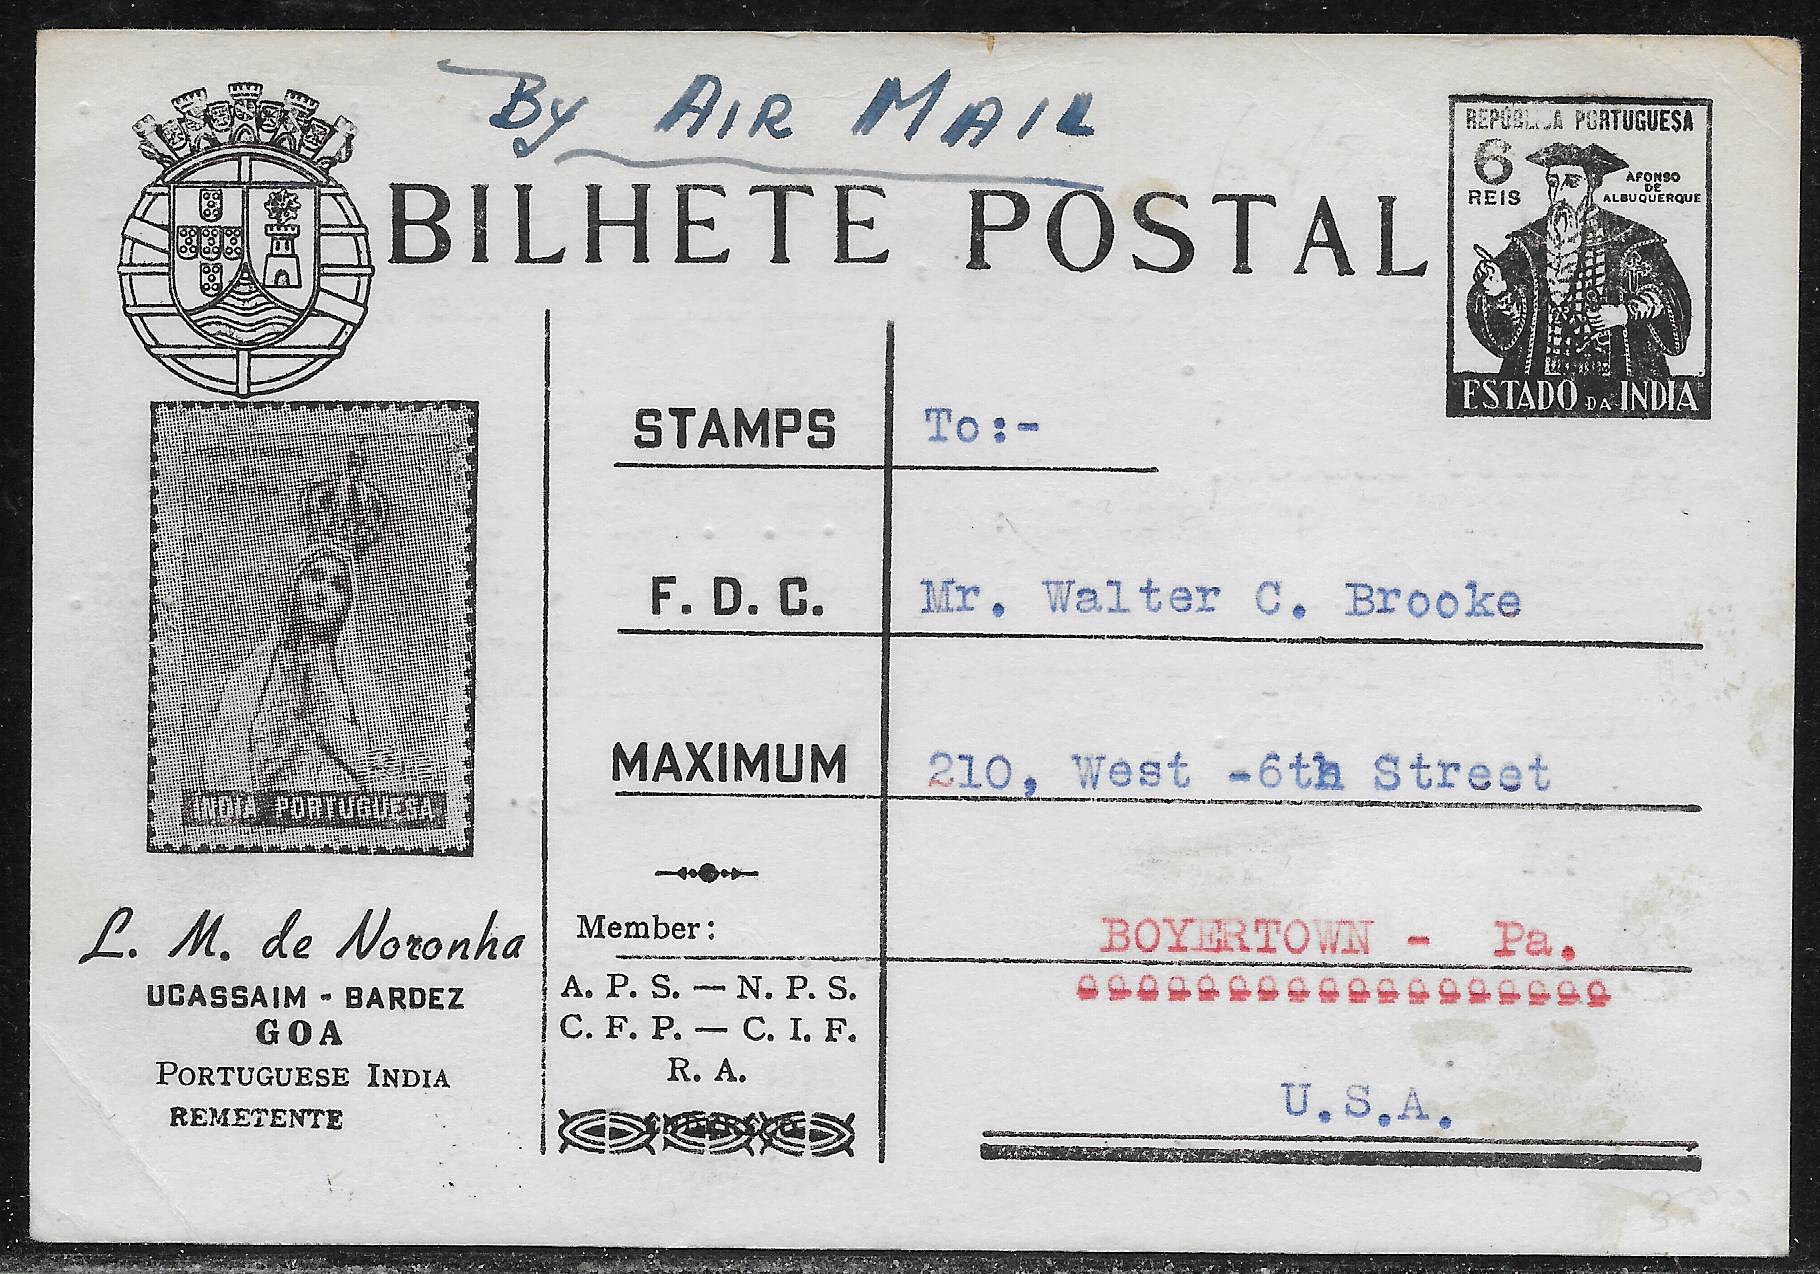 By AIR MAIL
BILHETE POSTAL
REPÚBLICA PORTUGUESA
6
REIS
AFONSO
DE
ALBUQUERQUE
ESTADO DA INDIA
INDIA PORTUGUESA
L. M. de Noronha
UCASSAIM - BARDEZ
GOA
PORTUGUESE INDIA
REMETENTE
STAMPS
F. D. C.
MAXIMUM
Member:
A. P. S. — N. P. S.
C. F. P. — C. I. F.
R. A.
To:-
Mr. Walter C. Brooke
210, West -6th Street
BOYERTOWN - Pa.
U.S.A.